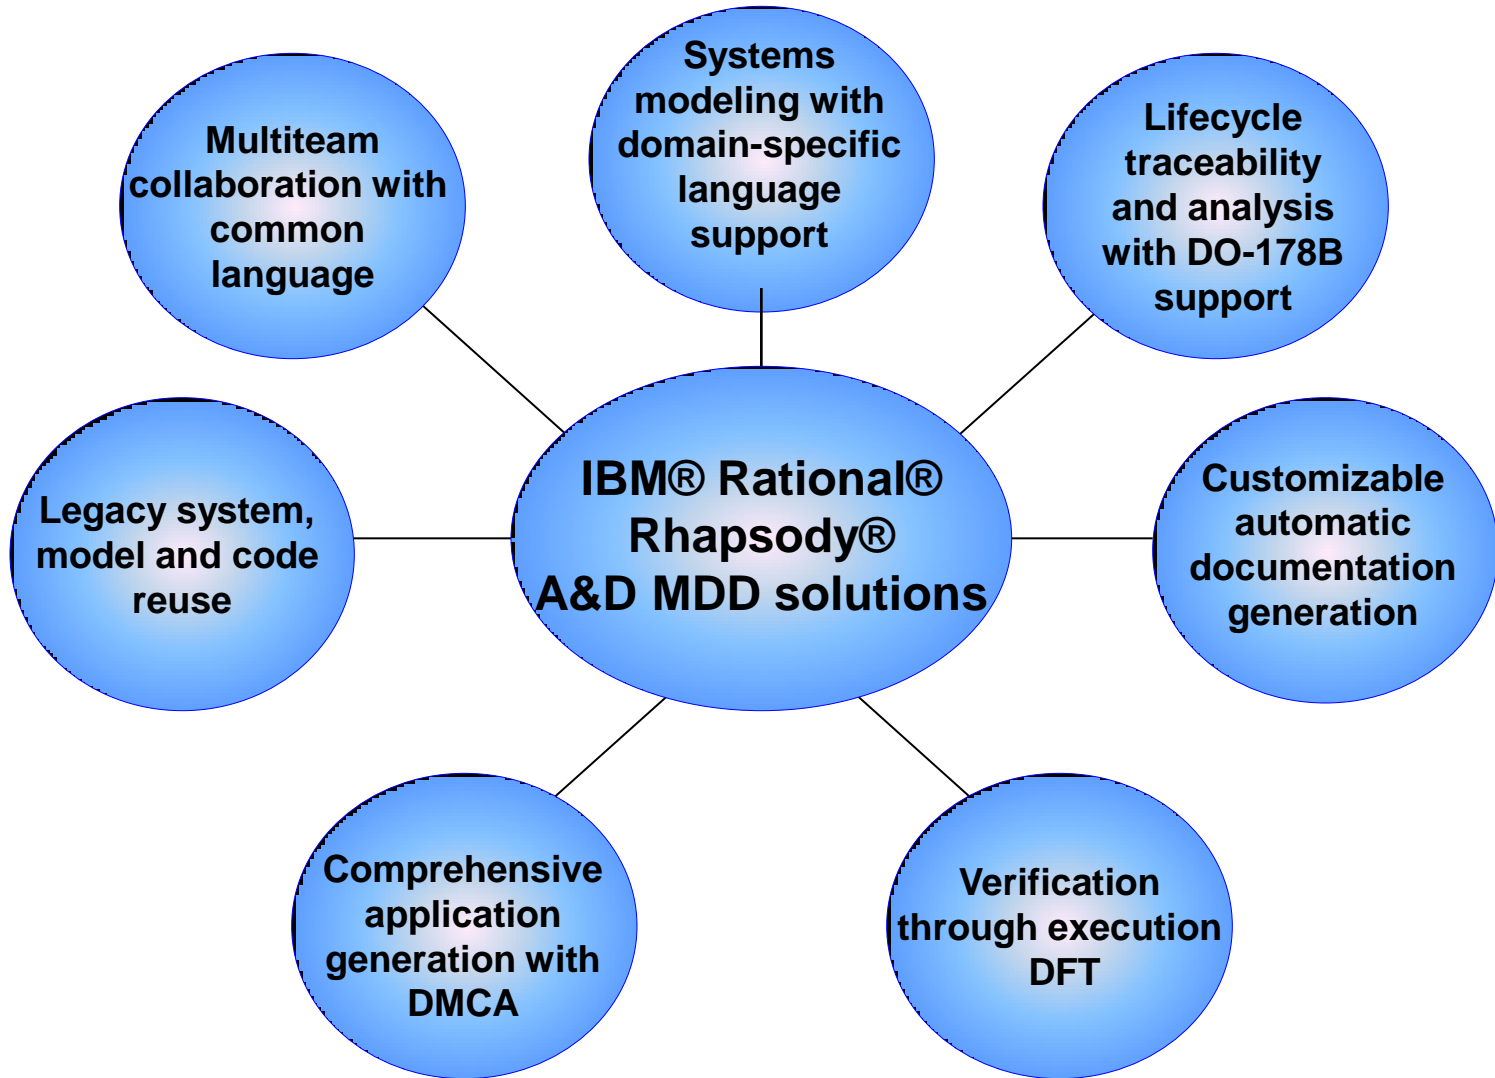 Systems
modeling with
domain-specific
language
support
Multiteam
collaboration with
common
language
Lifecycle
traceability
and analysis
with DO-178B
support
IBM® Rational®
Rhapsody®
A&D MDD solutions
Legacy system,
model and code
reuse
Customizable
automatic
documentation
generation
Comprehensive
application
generation with
DMCA
Verification
through execution
DFT